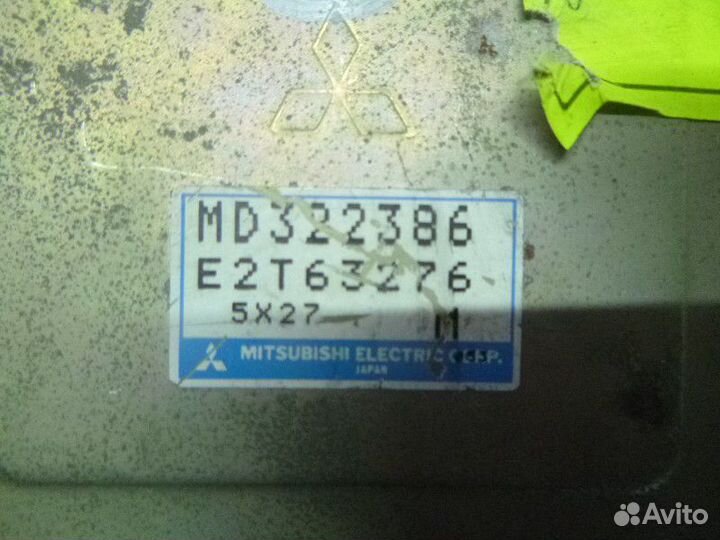 MD322386
E2T63276
5X27 M
MITSUBISHI ELECTRIC CORP.
JAPAN
Avito